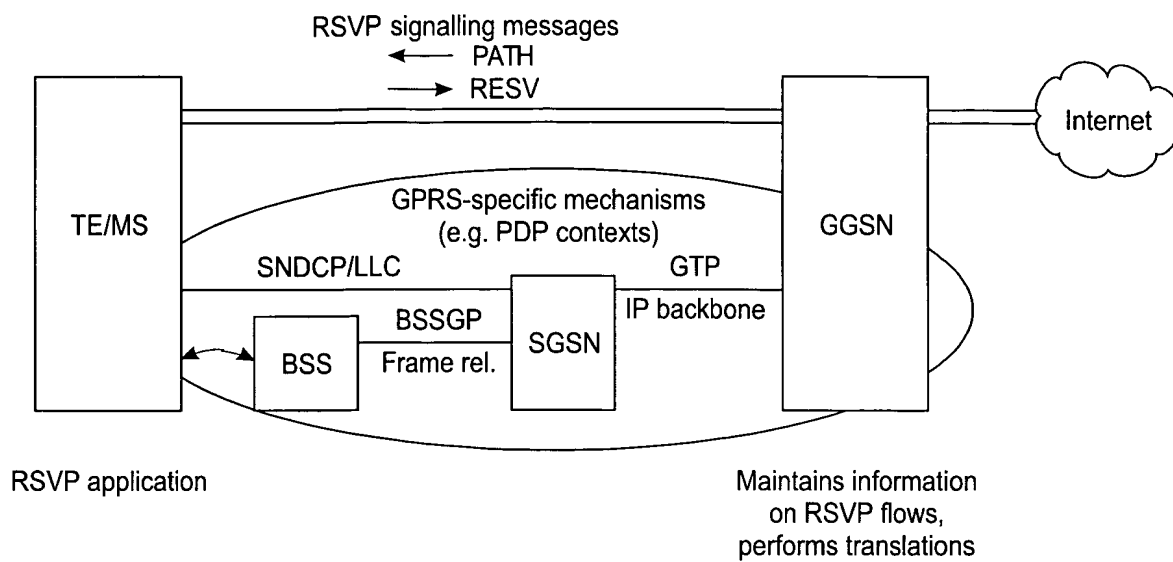 RSVP signalling messages
PATH
RESV
Internet
TE/MS
GPRS-specific mechanisms
(e.g. PDP contexts)
GGSN
SNDCP/LLC
GTP
IP backbone
BSSGP
SGSN
BSS
Frame rel.
RSVP application
Maintains information
on RSVP flows,
performs translations